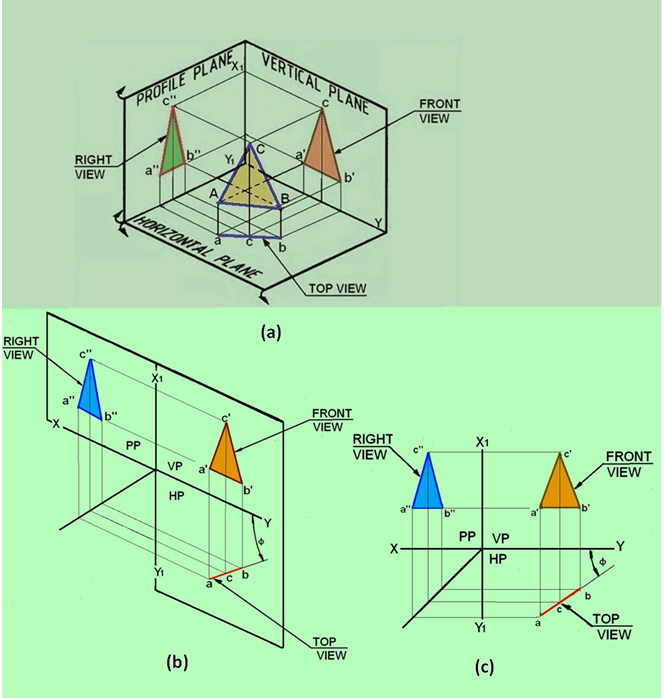 PROFILE PLANE
X1
VERTICAL PLANE
c''
c
FRONT
VIEW
RIGHT
VIEW
a''
b''
Y1
C
a'
b'
A
B
Y
a
c
b
HORIZONTAL PLANE
TOP VIEW
(a)
RIGHT
VIEW
c''
X1
a''
b''
X
PP
VP
HP
c'
FRONT
VIEW
a'
b'
Y
ϕ
Y1
a
c
b
TOP
VIEW
(b)
RIGHT
VIEW
c''
X1
c'
FRONT
VIEW
a''
b''
a'
b'
X
PP
VP
HP
Y
ϕ
b
c
a
Y1
TOP
VIEW
(c)